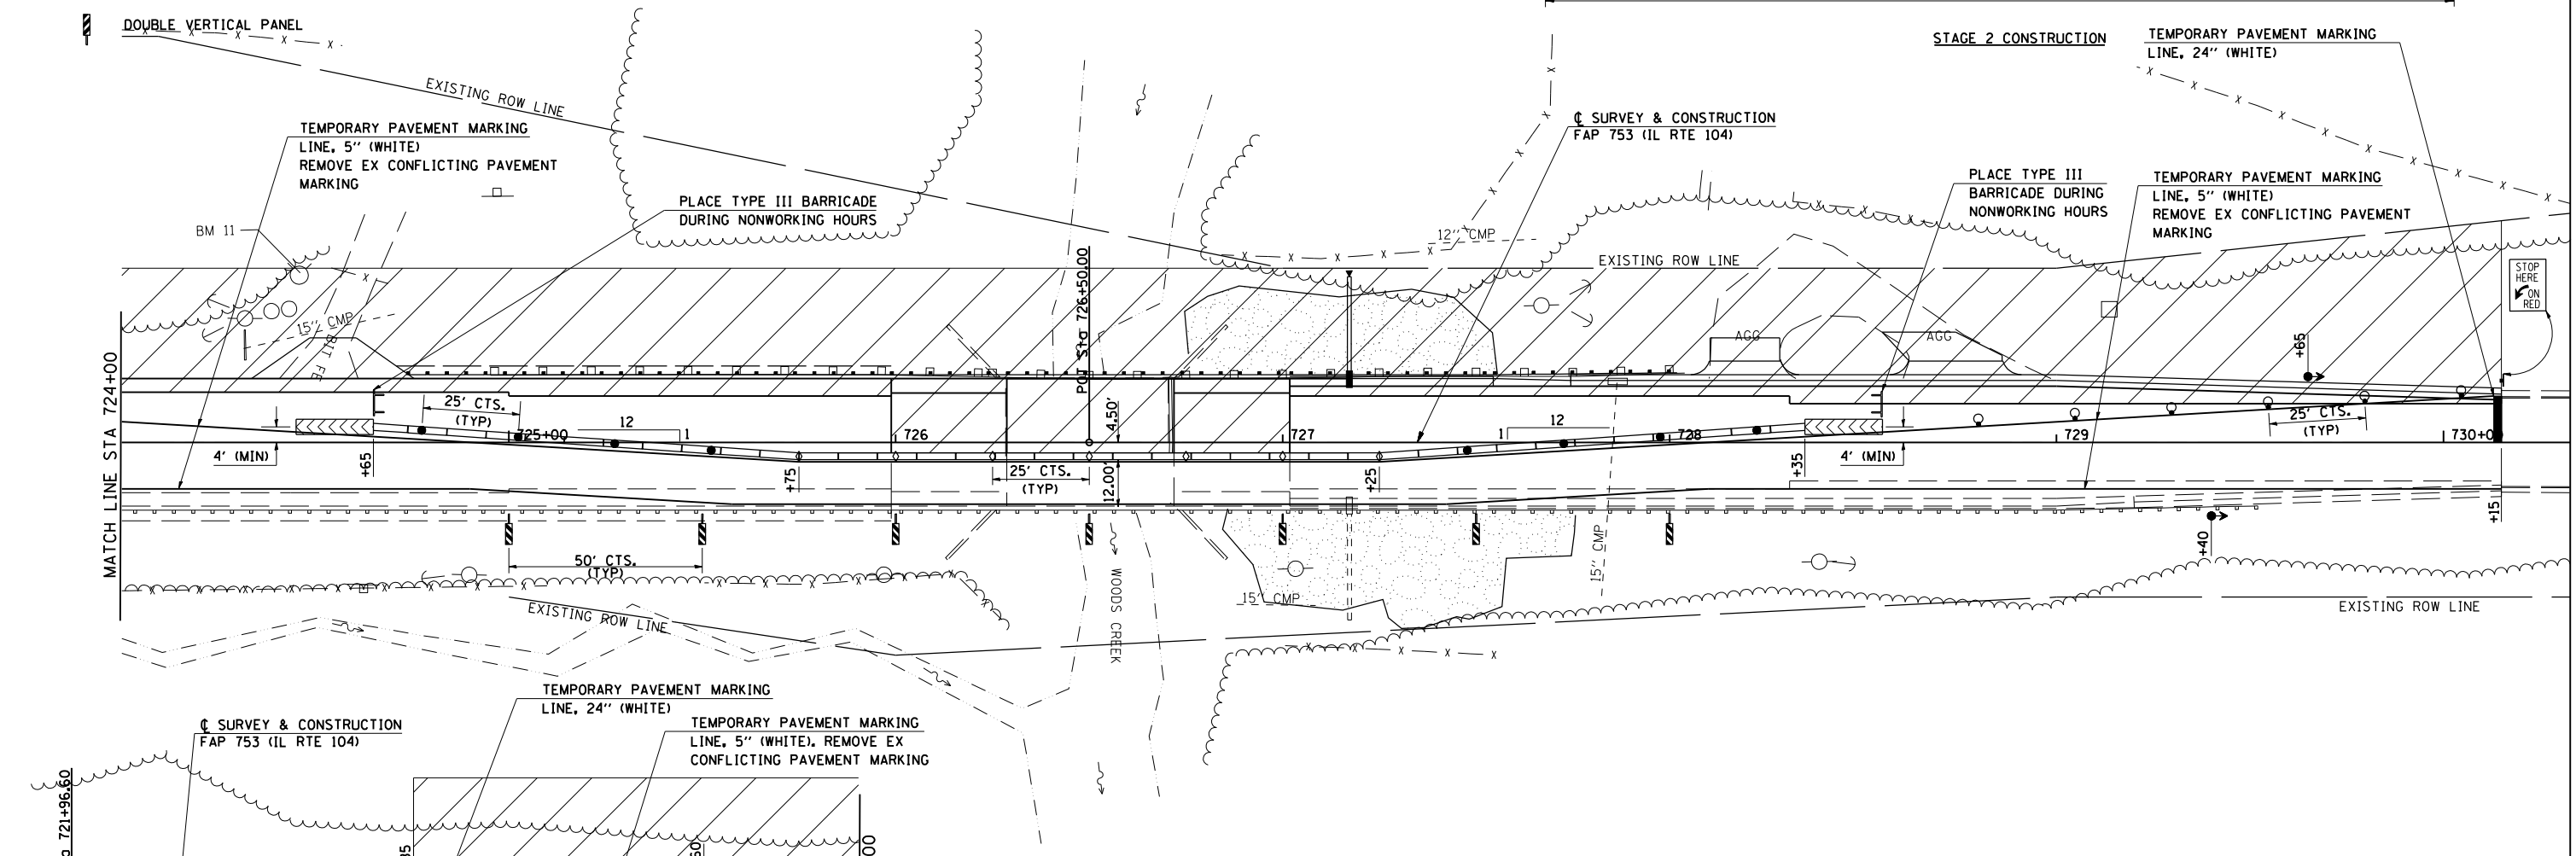 DOUBLE VERTICAL PANEL
STAGE 2 CONSTRUCTION
TEMPORARY PAVEMENT MARKING
LINE, 24" (WHITE)
EXISTING ROW LINE
TEMPORARY PAVEMENT MARKING
LINE, 5" (WHITE)
REMOVE EX CONFLICTING PAVEMENT
MARKING
℄ SURVEY & CONSTRUCTION
FAP 753 (IL RTE 104)
PLACE TYPE III BARRICADE
DURING NONWORKING HOURS
PLACE TYPE III
BARRICADE DURING
NONWORKING HOURS
TEMPORARY PAVEMENT MARKING
LINE, 5" (WHITE)
REMOVE EX CONFLICTING PAVEMENT
MARKING
BM 11
12" CMP
EXISTING ROW LINE
STOP
HERE
ON
RED
15" CMP
BIT FE
POT Sta 726+50.00
AGG
AGG
+65
MATCH LINE STA 724+00
25' CTS.
(TYP)
12
1
4.50'
12
1
25' CTS.
(TYP)
725+00
726
727
728
729
730+0
4' (MIN)
+65
+75
25' CTS.
(TYP)
12.00'
+25
+35
4' (MIN)
+15
+40
50' CTS.
(TYP)
WOODS CREEK
15" CMP
15" CMP
EXISTING ROW LINE
EXISTING ROW LINE
TEMPORARY PAVEMENT MARKING
LINE, 24" (WHITE)
℄ SURVEY & CONSTRUCTION
FAP 753 (IL RTE 104)
TEMPORARY PAVEMENT MARKING
LINE, 5" (WHITE). REMOVE EX
CONFLICTING PAVEMENT MARKING
721+96.60
00